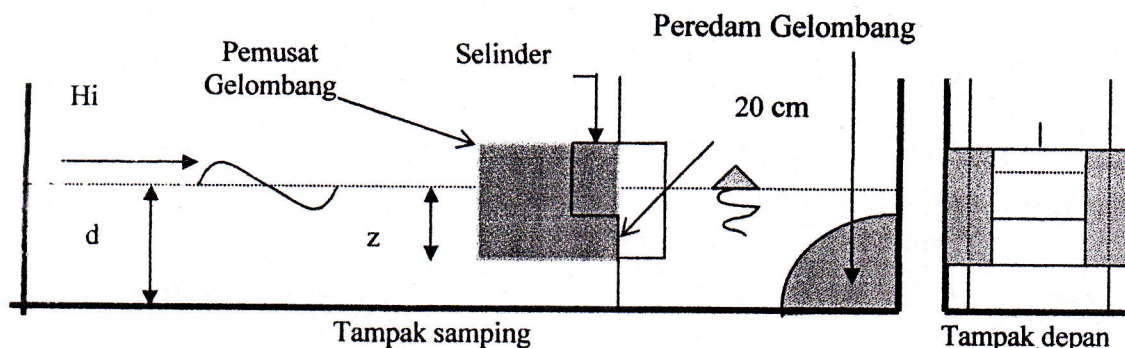 Peredam Gelombang
Pemusat
Gelombang
Selinder
Hi
20 cm
d
z
Tampak samping
Tampak depan